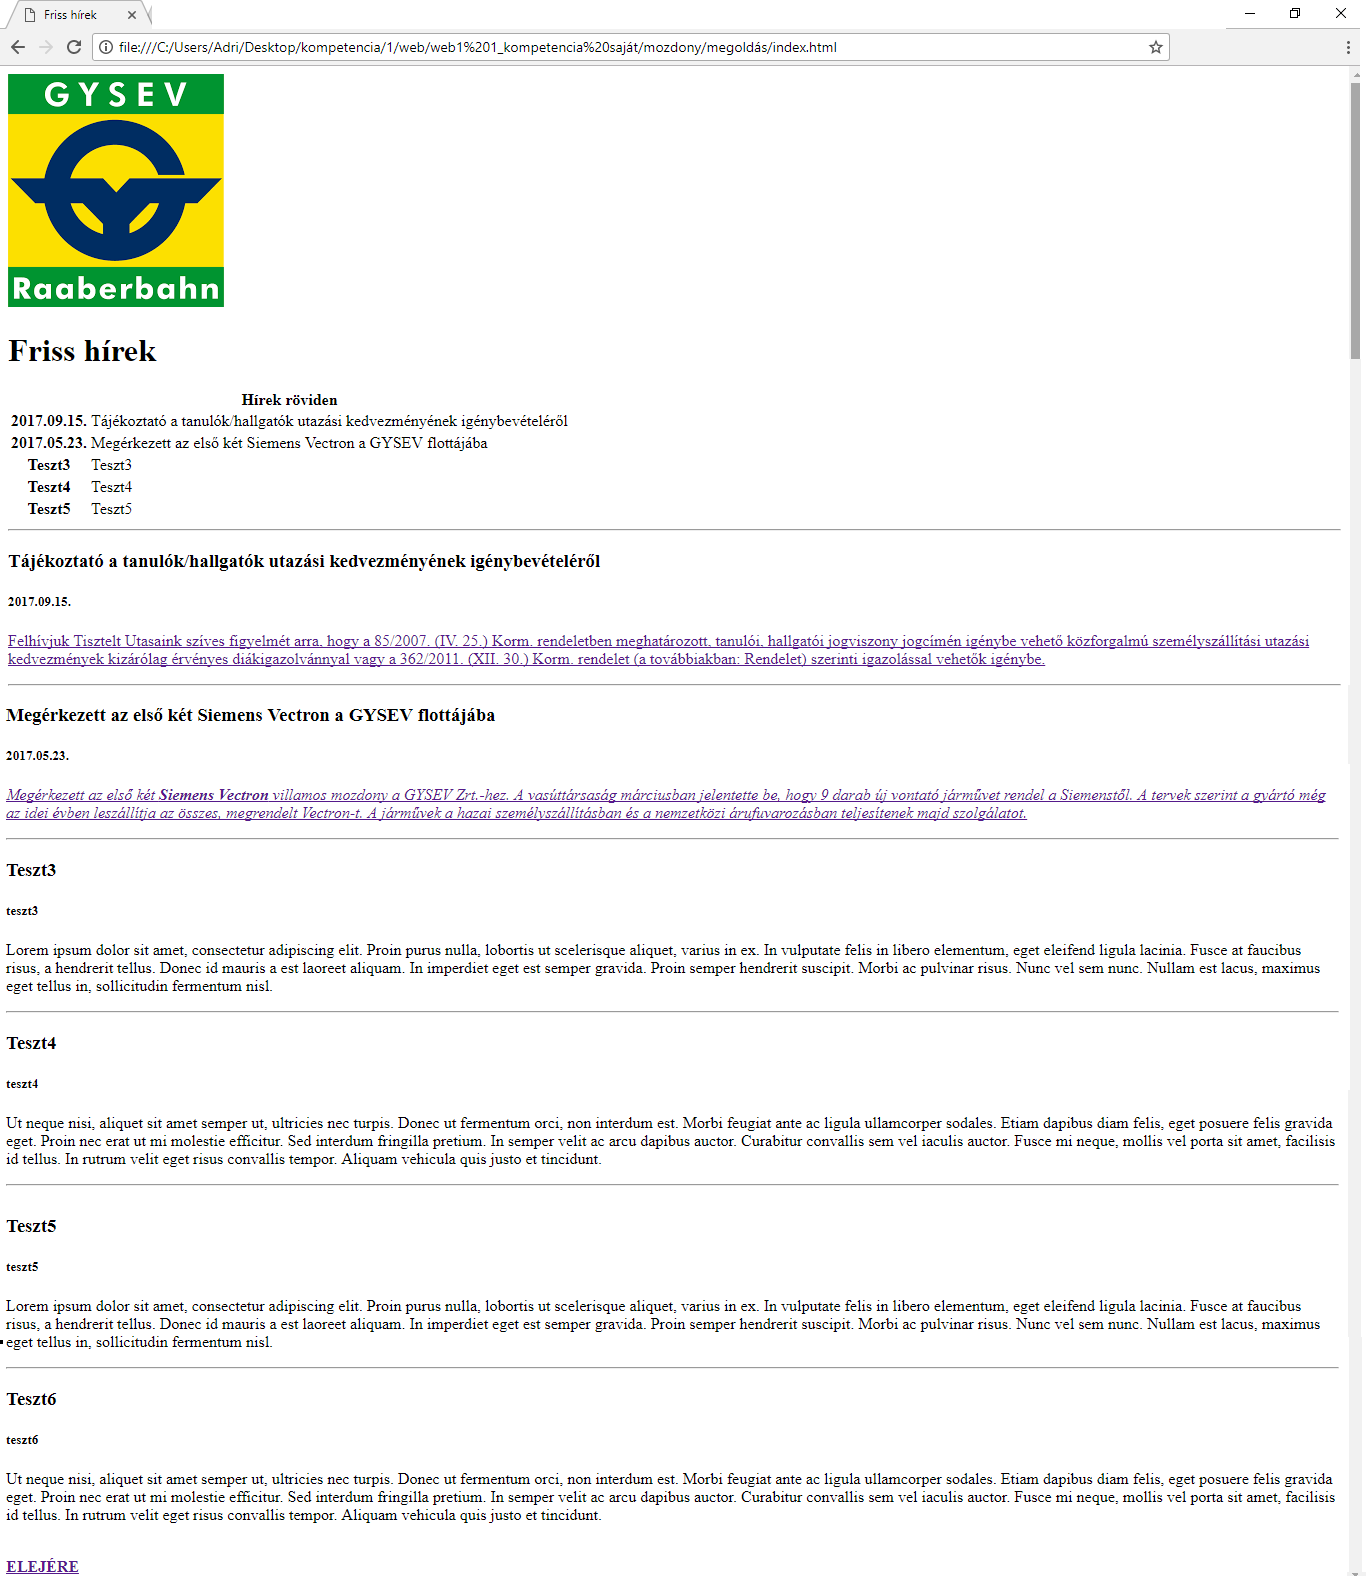 Friss hírek
file:///C:/Users/Adri/Desktop/kompetencia/1/web/web1%201_kompetencia%20saját/mozdony/megoldás/index.html
GYSEV
Raaberbahn
Friss hírek
Hírek röviden
2017.09.15. Tájékoztató a tanulók/hallgatók utazási kedvezményének igénybevételéről
2017.05.23. Megérkezett az első két Siemens Vectron a GYSEV flottájába
Teszt3 Teszt3
Teszt4 Teszt4
Teszt5 Teszt5
Tájékoztató a tanulók/hallgatók utazási kedvezményének igénybevételéről
2017.09.15.
Felhívjuk Tisztelt Utasaink szíves figyelmét arra, hogy a 85/2007. (IV. 25.) Korm. rendeletben meghatározott, tanulói, hallgatói jogviszony jogcímén igénybe vehető közforgalmú személyszállítási utazási
kedvezmények kizárólag érvényes diákigazolvánnyal vagy a 362/2011. (XII. 30.) Korm. rendelet (a továbbiakban: Rendelet) szerinti igazolással vehetők igénybe.
Megérkezett az első két Siemens Vectron a GYSEV flottájába
2017.05.23.
Megérkezett az első két Siemens Vectron villamos mozdony a GYSEV Zrt.-hez. A vasúttársaság márciusban jelentette be, hogy 9 darab új vontató járművet rendel a Siemenstől. A tervek szerint a gyártó még
az idei évben leszállítja az összes, megrendelt Vectron-t. A járművek a hazai személyszállításban és a nemzetközi árufuvarozásban teljesítenek majd szolgálatot.
Teszt3
teszt3
Lorem ipsum dolor sit amet, consectetur adipiscing elit. Proin purus nulla, lobortis ut scelerisque aliquet, varius in ex. In vulputate felis in libero elementum, eget eleifend ligula lacinia. Fusce at faucibus
risus, a hendrerit tellus. Donec id mauris a est laoreet aliquam. In imperdiet eget est semper gravida. Proin semper hendrerit suscipit. Morbi ac pulvinar risus. Nunc vel sem nunc. Nullam est lacus, maximus
eget tellus in, sollicitudin fermentum nisl.
Teszt4
teszt4
Ut neque nisi, aliquet sit amet semper ut, ultricies nec turpis. Donec ut fermentum orci, non interdum est. Morbi feugiat ante ac ligula ullamcorper sodales. Etiam dapibus diam felis, eget posuere felis gravida
eget. Proin nec erat ut mi molestie efficitur. Sed interdum fringilla pretium. In semper velit ac arcu dapibus auctor. Curabitur convallis sem vel iaculis auctor. Fusce mi neque, mollis vel porta sit amet, facilisis
id tellus. In rutrum velit eget risus convallis tempor. Aliquam vehicula quis justo et tincidunt.
Teszt5
teszt5
Lorem ipsum dolor sit amet, consectetur adipiscing elit. Proin purus nulla, lobortis ut scelerisque aliquet, varius in ex. In vulputate felis in libero elementum, eget eleifend ligula lacinia. Fusce at faucibus
risus, a hendrerit tellus. Donec id mauris a est laoreet aliquam. In imperdiet eget est semper gravida. Proin semper hendrerit suscipit. Morbi ac pulvinar risus. Nunc vel sem nunc. Nullam est lacus, maximus
eget tellus in, sollicitudin fermentum nisl.
Teszt6
teszt6
Ut neque nisi, aliquet sit amet semper ut, ultricies nec turpis. Donec ut fermentum orci, non interdum est. Morbi feugiat ante ac ligula ullamcorper sodales. Etiam dapibus diam felis, eget posuere felis gravida
eget. Proin nec erat ut mi molestie efficitur. Sed interdum fringilla pretium. In semper velit ac arcu dapibus auctor. Curabitur convallis sem vel iaculis auctor. Fusce mi neque, mollis vel porta sit amet, facilisis
id tellus. In rutrum velit eget risus convallis tempor. Aliquam vehicula quis justo et tincidunt.
ELEJÉRE